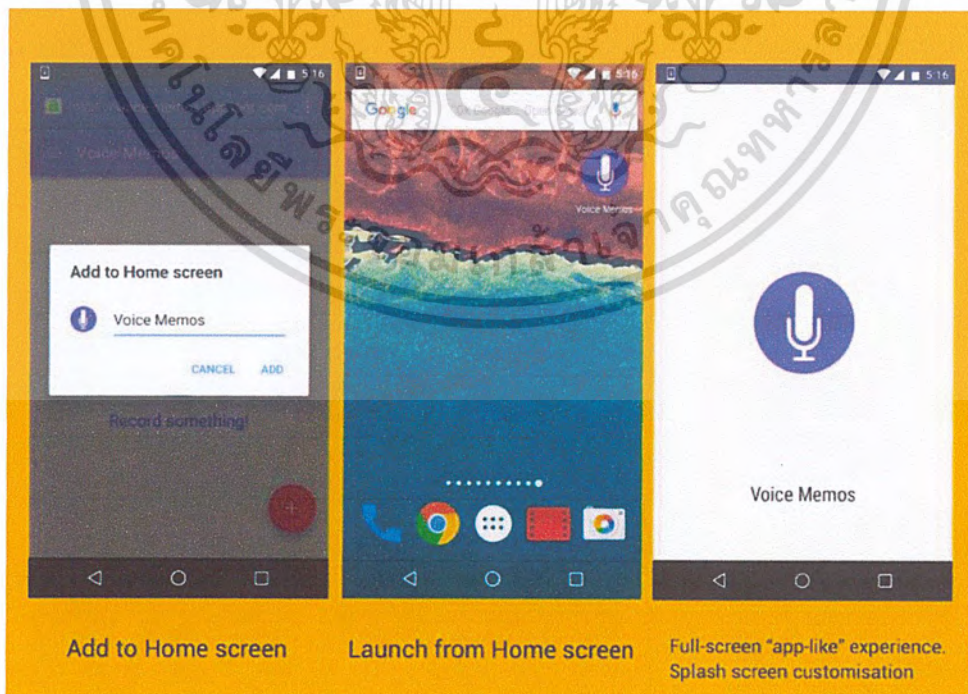 5:16
Voice Memos
Add to Home screen
Voice Memos
CANCEL ADD
Record something!
Add to Home screen
5:16
Google
Voice Memos
Launch from Home screen
5:16
Voice Memos
Full-screen "app-like" experience.
Splash screen customisation